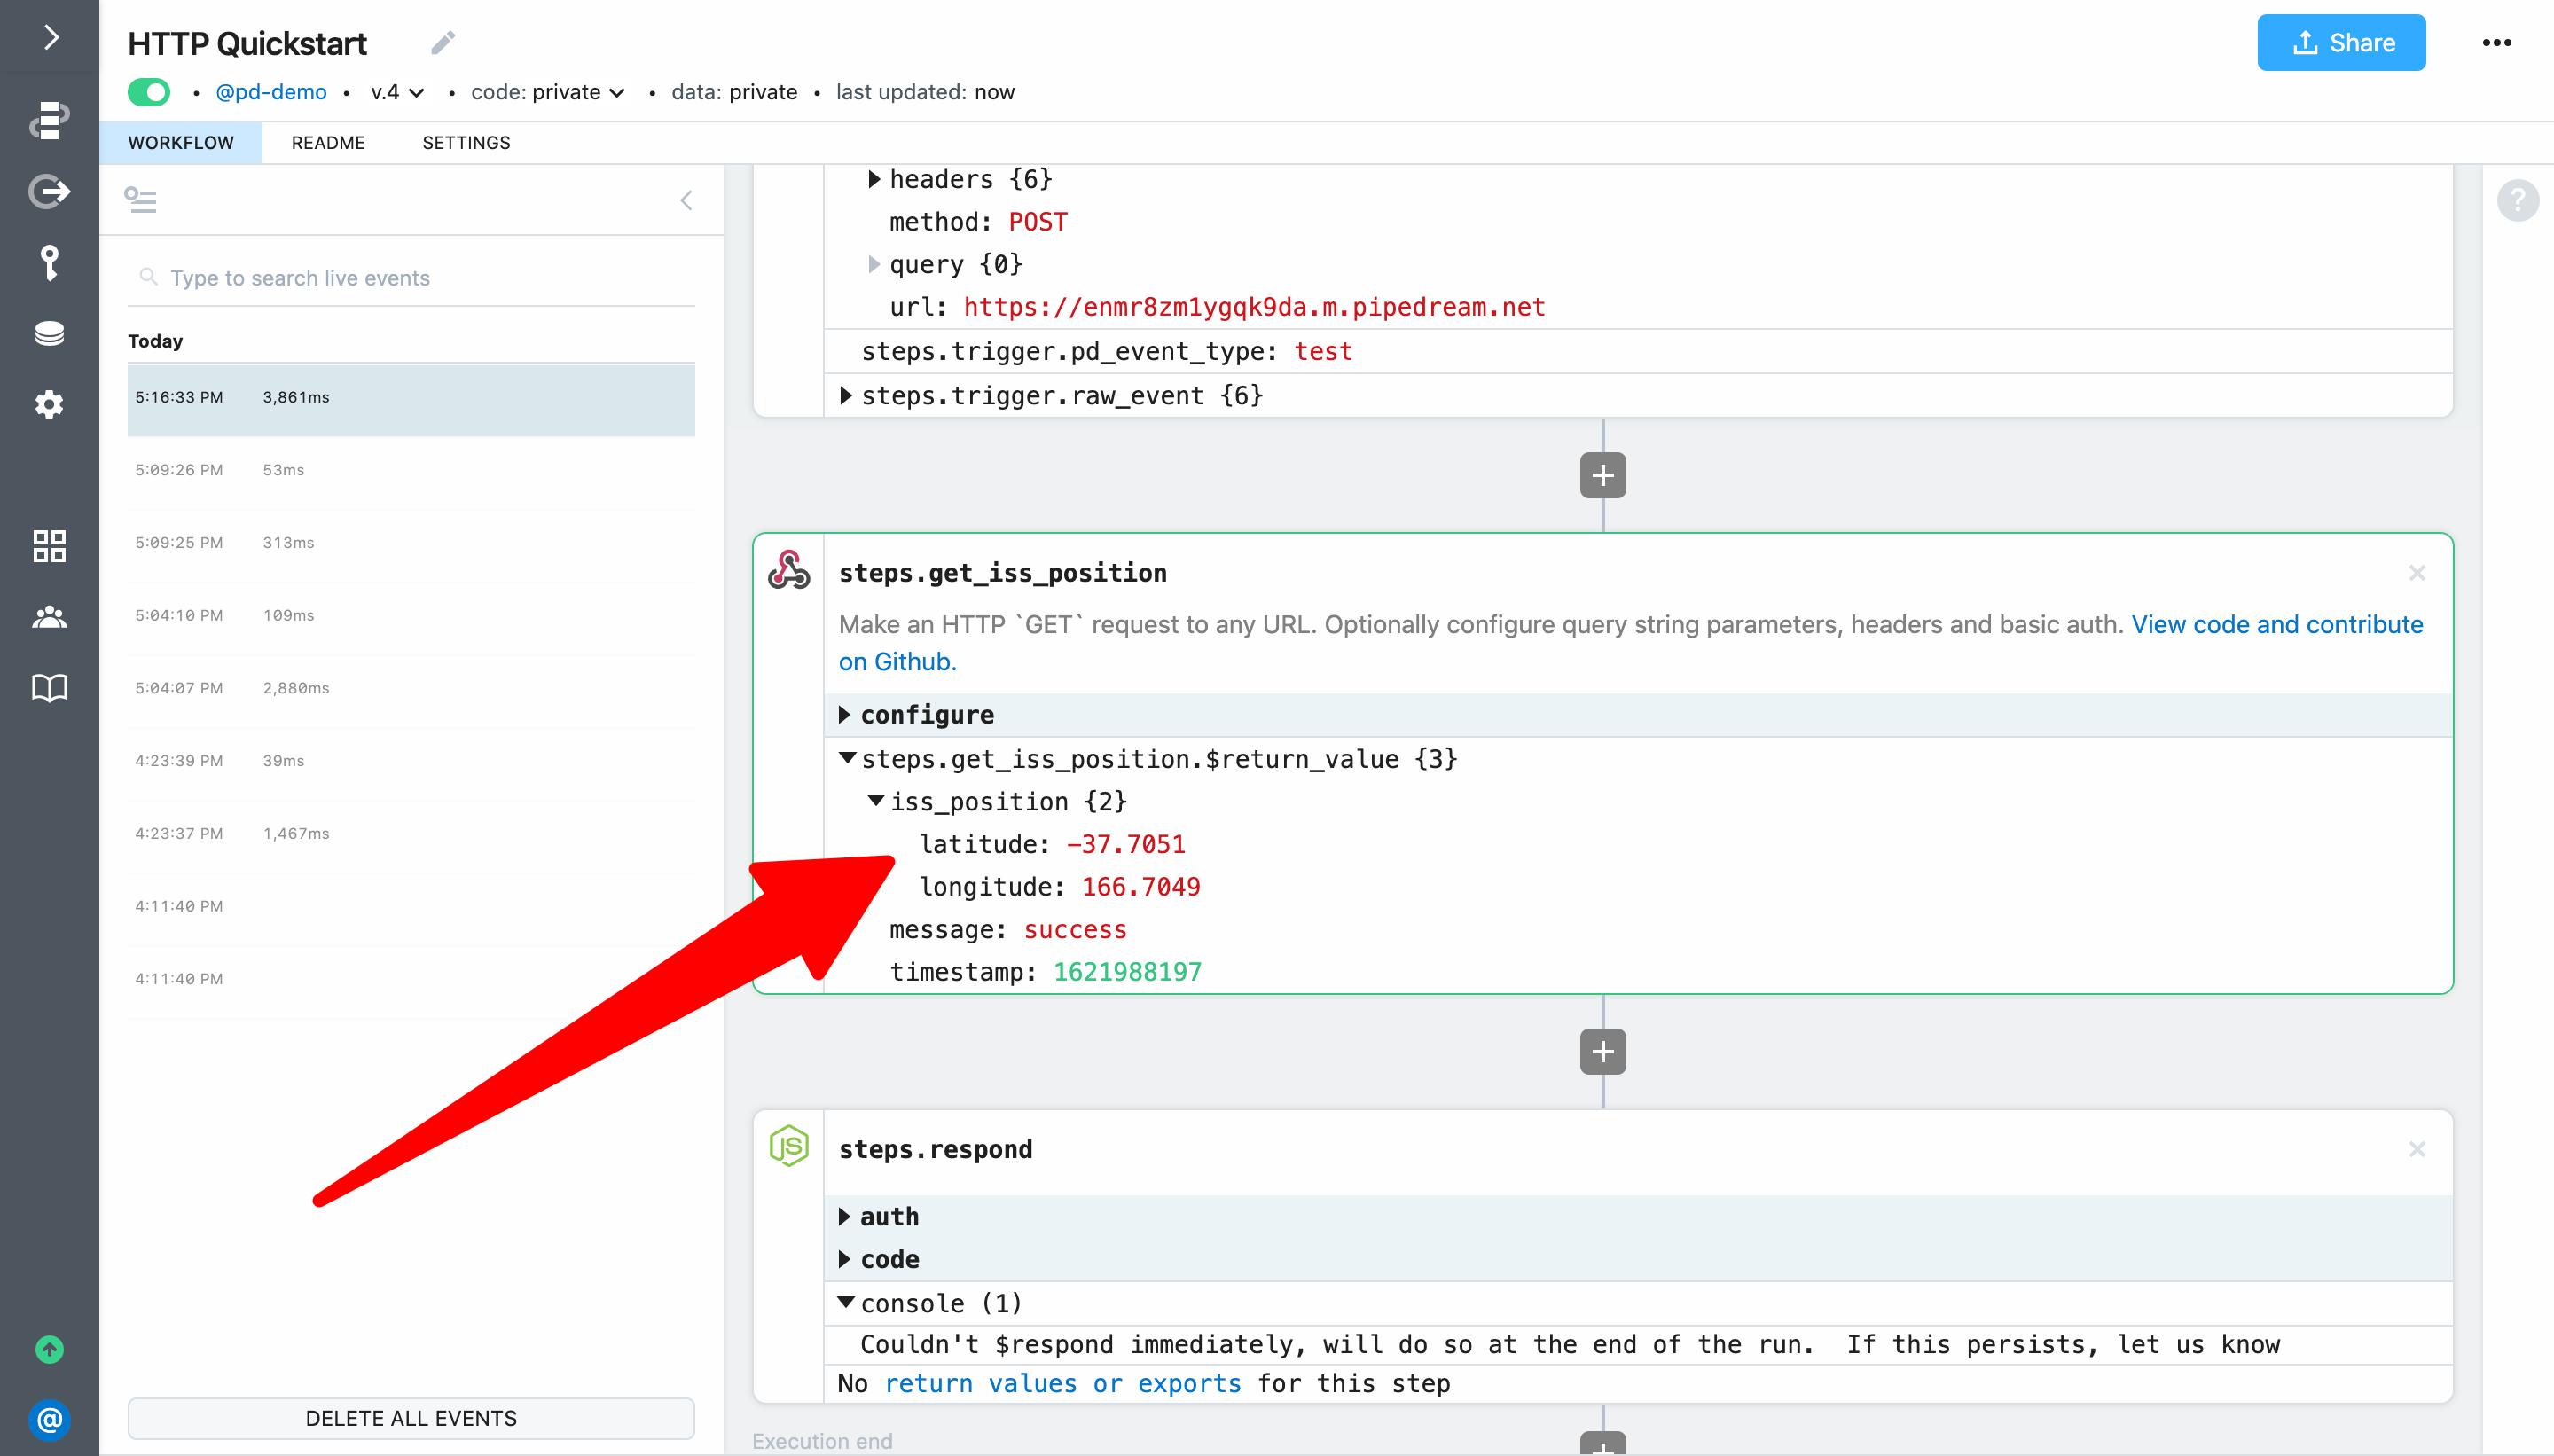 HTTP Quickstart
Share
• @pd-demo • v.4 • code: private • data: private • last updated: now
WORKFLOW README SETTINGS
Type to search live events
Today
5:16:33 PM 3,861ms
5:09:26 PM 53ms
5:09:25 PM 313ms
5:04:10 PM 109ms
5:04:07 PM 2,880ms
4:23:39 PM 39ms
4:23:37 PM 1,467ms
4:11:40 PM
4:11:40 PM
DELETE ALL EVENTS
@
headers {6}
method: POST
query {0}
url: https://enmr8zm1ygqk9da.m.pipedream.net
steps.trigger.pd_event_type: test
steps.trigger.raw_event {6}
+
steps.get_iss_position
Make an HTTP `GET` request to any URL. Optionally configure query string parameters, headers and basic auth. View code and contribute
on Github.
configure
steps.get_iss_position.$return_value {3}
iss_position {2}
latitude: -37.7051
longitude: 166.7049
message: success
timestamp: 1621988197
+
JS
steps.respond
auth
code
console (1)
Couldn't $respond immediately, will do so at the end of the run.  If this persists, let us know
No return values or exports for this step
Execution end
+
?